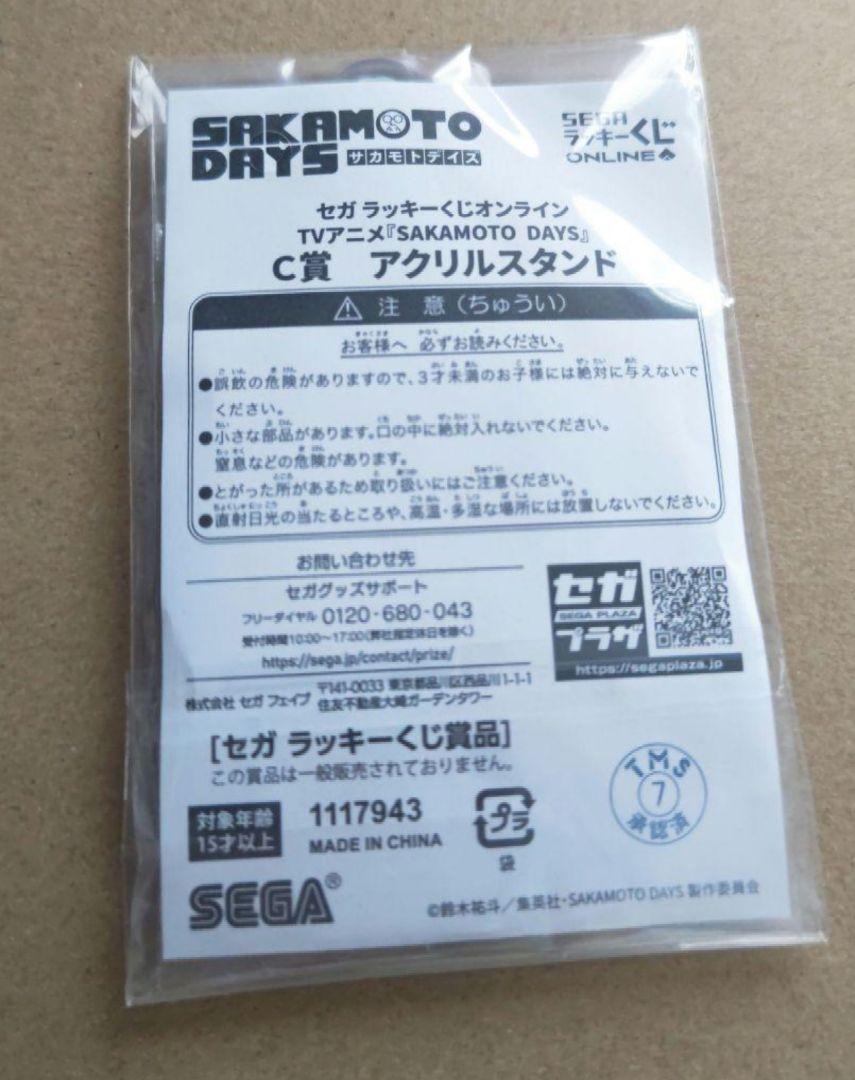 SAKAMOTO
DAYS サカモトデイズ
SEGA
ラッキーくじ
ONLINE
セガ ラッキーくじオンライン
TVアニメ『SAKAMOTO DAYS』
C賞 アクリルスタンド
注 意（ちゅうい）
お客様へ 必ずお読みください。
●誤飲の危険がありますので、3才未満のお子様には絶対に与えないで
ください。
●小さな部品があります。口の中に絶対入れないでください。
窒息などの危険があります。
●とがった所があるため取り扱いにはご注意ください。
●直射日光の当たるところや、高温・多湿な場所には放置しないでください。
お問い合わせ先
セガグッズサポート
フリーダイヤル 0120-680-043
受付時間10:00～17:00(弊社指定休日を除く)
https://sega.jp/contact/prize/
セガ
SEGA PLAZA
プラザ
https://segaplaza.jp
株式会社 セガ フェイブ 〒141-0033 東京都品川区西品川1-1-1
住友不動産大崎ガーデンタワー
[セガ ラッキーくじ賞品]
この賞品は一般販売されておりません。
対象年齢
15才以上
1117943
MADE IN CHINA
プラ
袋
TMS
7
承認済
SEGA®
©鈴木祐斗／集英社・SAKAMOTO DAYS 製作委員会